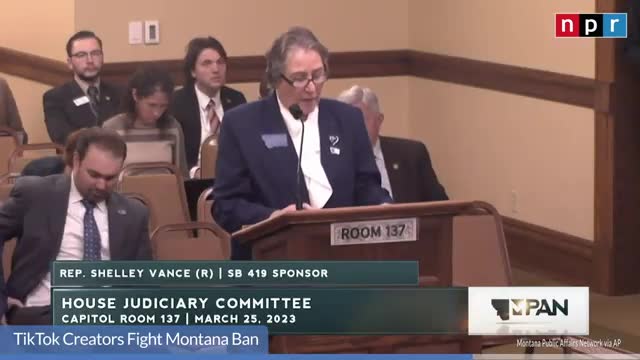 npr
ROOM 137
REP. SHELLEY VANCE (R) | SB 419 SPONSOR
HOUSE JUDICIARY COMMITTEE
CAPITOL ROOM 137 | MARCH 25, 2023
MPAN
TikTok Creators Fight Montana Ban
Montana Public Affairs Network via AP